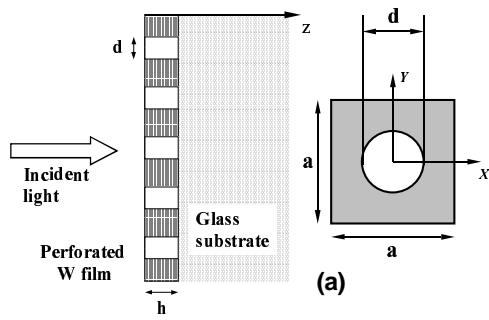 d
z
d
Y
Incident
light
a
X
Glass
substrate
Perforated
W film
h
(a)
a